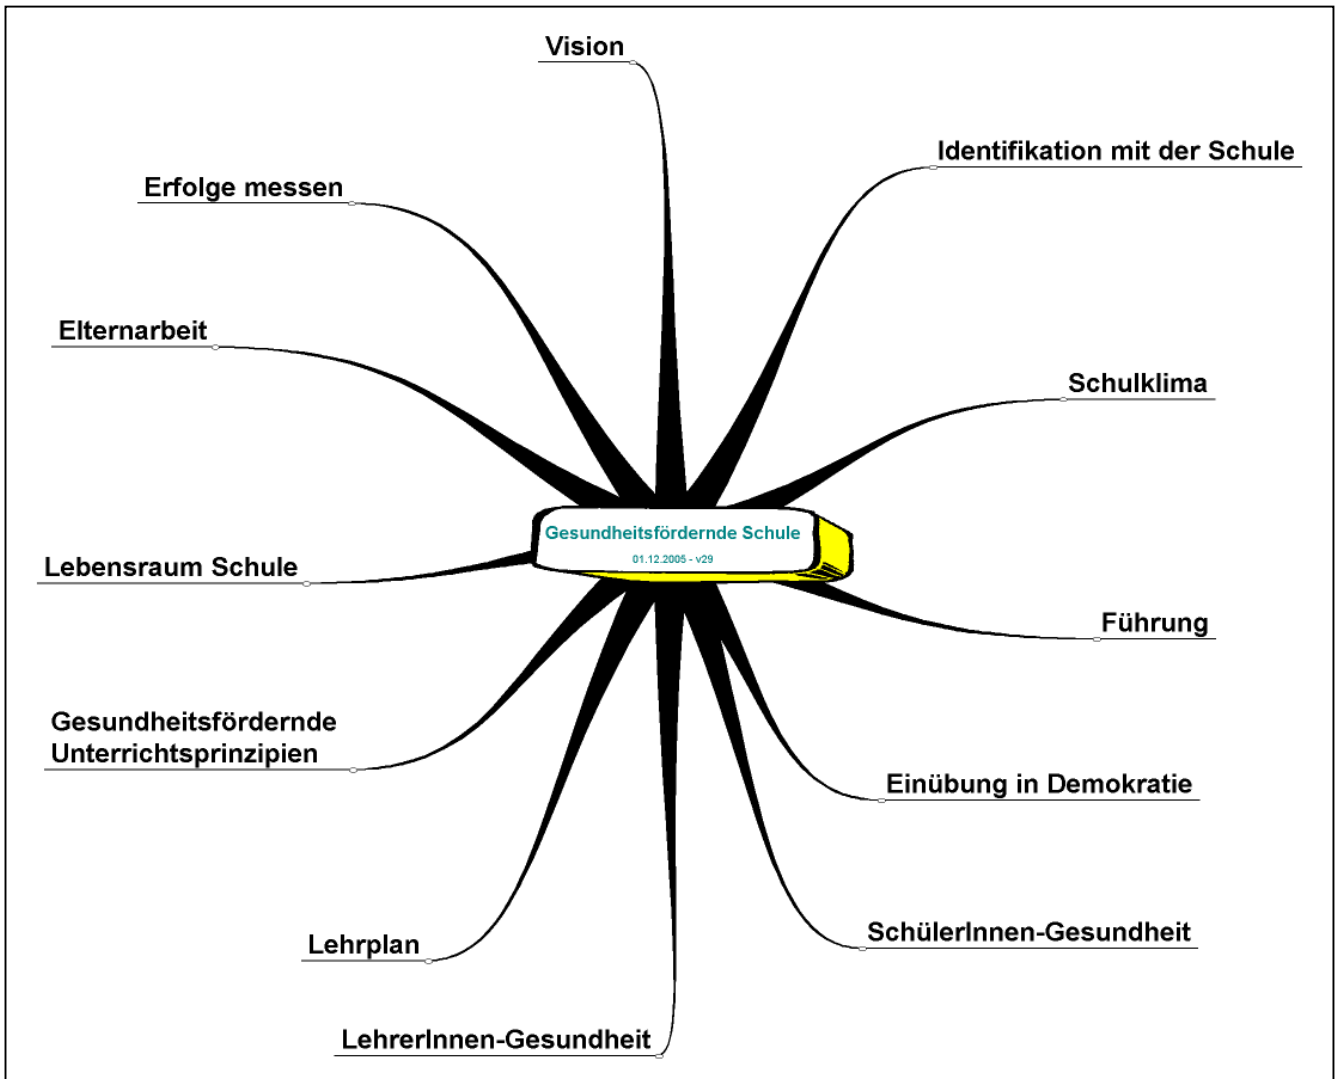 Vision
Identifikation mit der Schule
Erfolge messen
Elternarbeit
Schulklima
Gesundheitsfördernde Schule
01.12.2005 - v29
Lebensraum Schule
Führung
Gesundheitsfördernde
Unterrichtsprinzipien
Einübung in Demokratie
SchülerInnen-Gesundheit
Lehrplan
LehrerInnen-Gesundheit